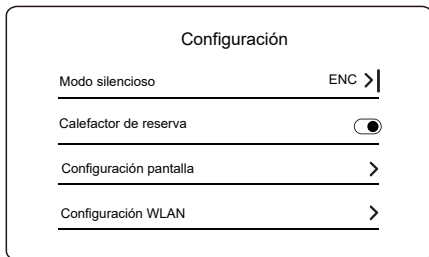 Configuración
Modo silencioso ENC >
Calefactor de reserva
Configuración pantalla >
Configuración WLAN >